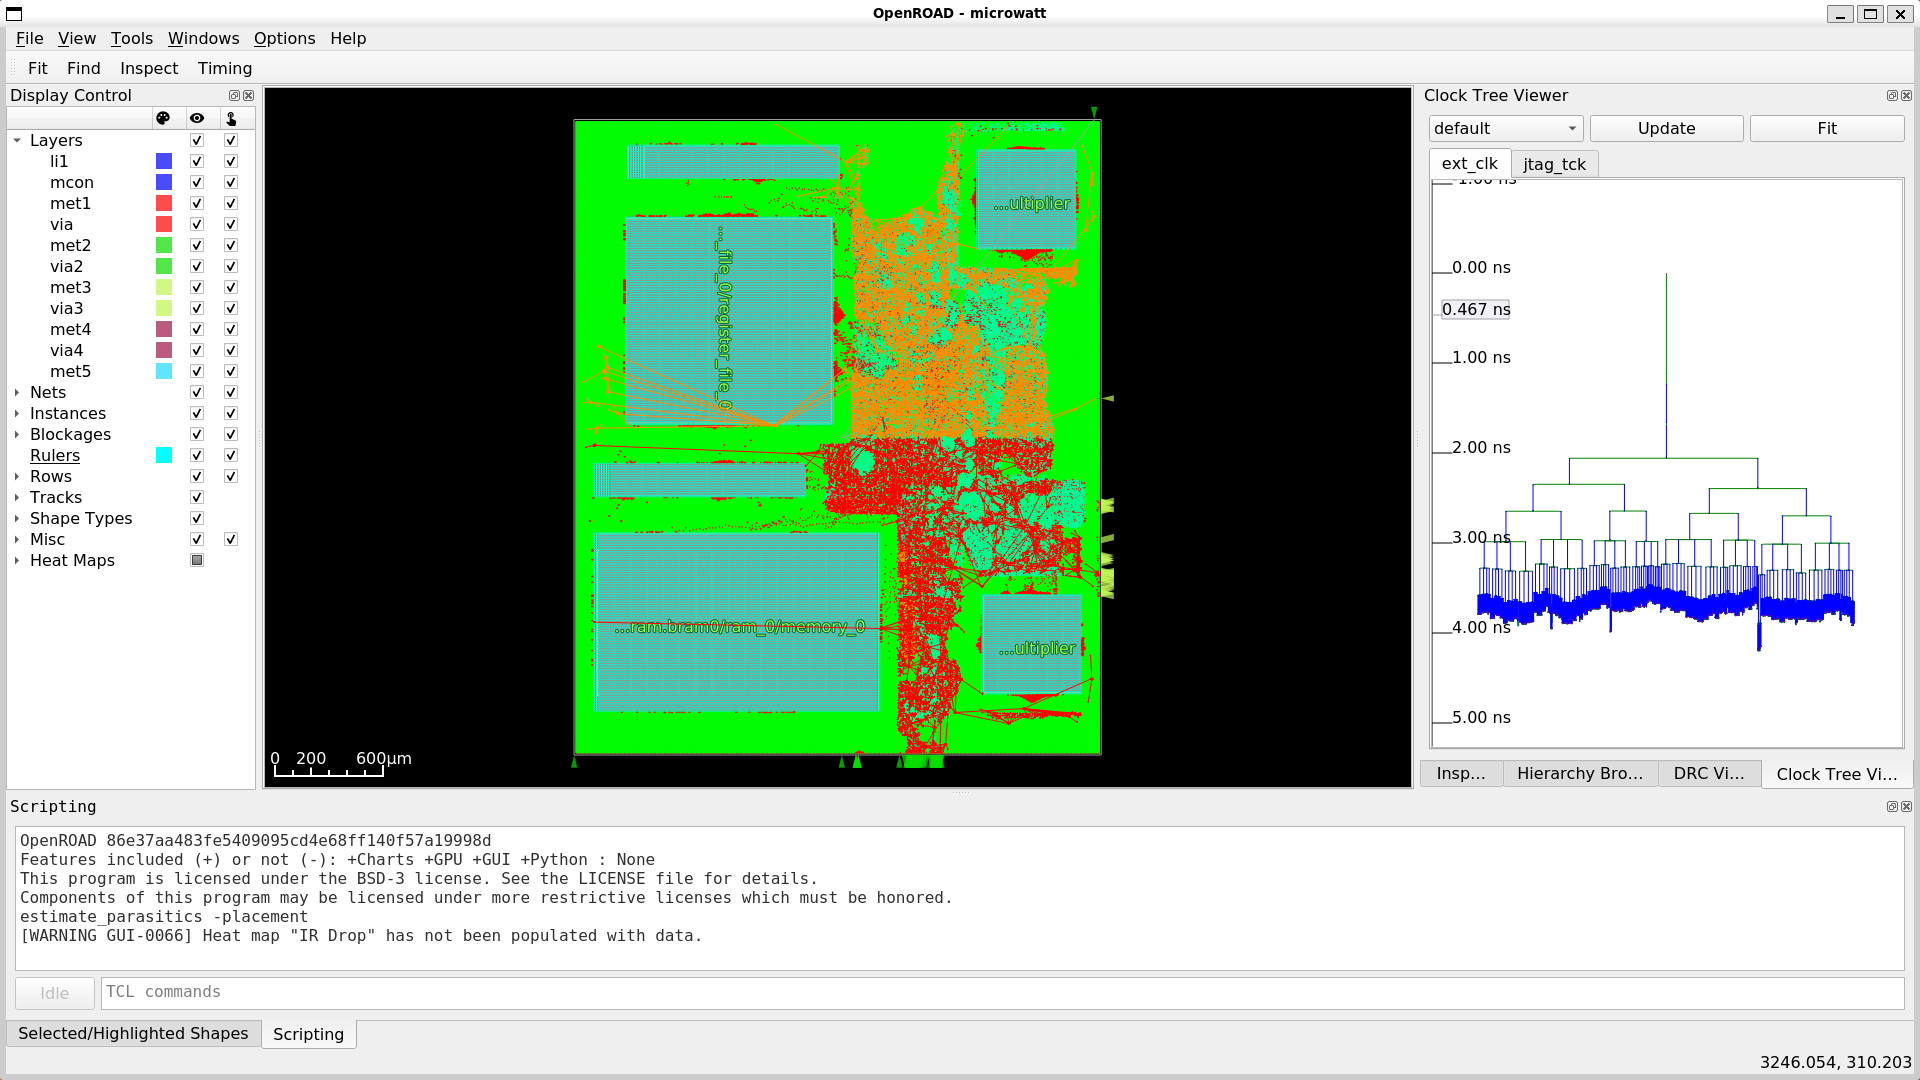 OpenROAD - microwatt
File View Tools Windows Options Help
Fit Find Inspect Timing
Display Control
Layers
li1
mcon
met1
via
met2
via2
met3
via3
met4
via4
met5
Nets
Instances
Blockages
Rulers
Rows
Tracks
Shape Types
Misc
Heat Maps
...ultiplier
..._file_0/register_file_0
...ram.bram0/ram_0/memory_0
...ultiplier
0 200 600μm
Clock Tree Viewer
default Update Fit
ext_clk jtag_tck
-1.00 ns
0.00 ns
0.467 ns
1.00 ns
2.00 ns
3.00 ns
4.00 ns
5.00 ns
Insp... Hierarchy Bro... DRC Vi... Clock Tree Vi...
Scripting
OpenROAD 86e37aa483fe5409095cd4e68ff140f57a19998d
Features included (+) or not (-): +Charts +GPU +GUI +Python : None
This program is licensed under the BSD-3 license. See the LICENSE file for details.
Components of this program may be licensed under more restrictive licenses which must be honored.
estimate_parasitics -placement
[WARNING GUI-0066] Heat map "IR Drop" has not been populated with data.
Idle TCL commands
Selected/Highlighted Shapes Scripting
3246.054, 310.203